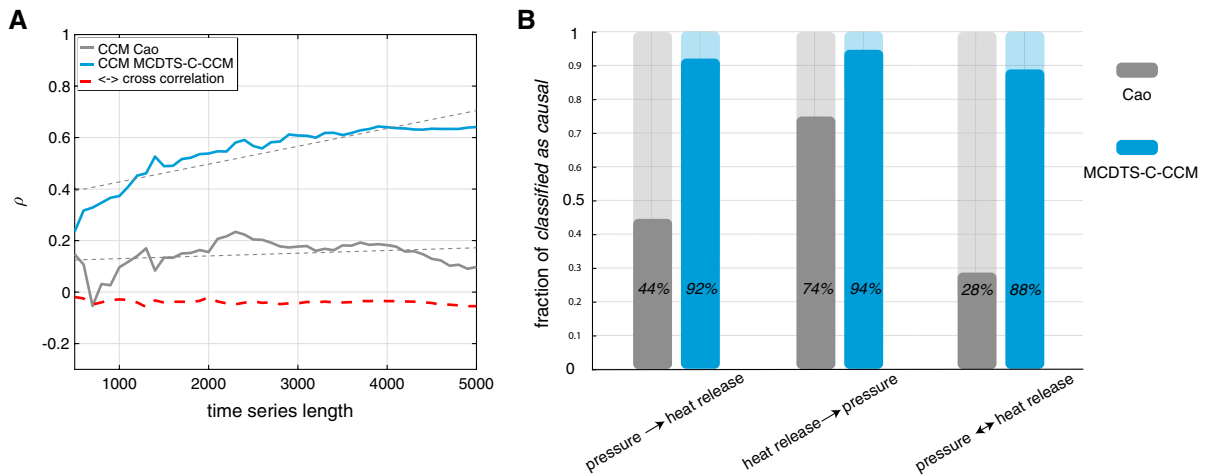 A
CCM Cao
CCM MCDTS-C-CCM
<-> cross correlation
1
0.8
0.6
0.4
0.2
0
-0.2
ρ
1000 2000 3000 4000 5000
time series length
B
1
0.9
0.8
0.7
0.6
0.5
0.4
0.3
0.2
0.1
0
fraction of classified as causal
44% 92% 74% 94% 28% 88%
pressure → heat release
heat release → pressure
pressure ↔ heat release
Cao
MCDTS-C-CCM